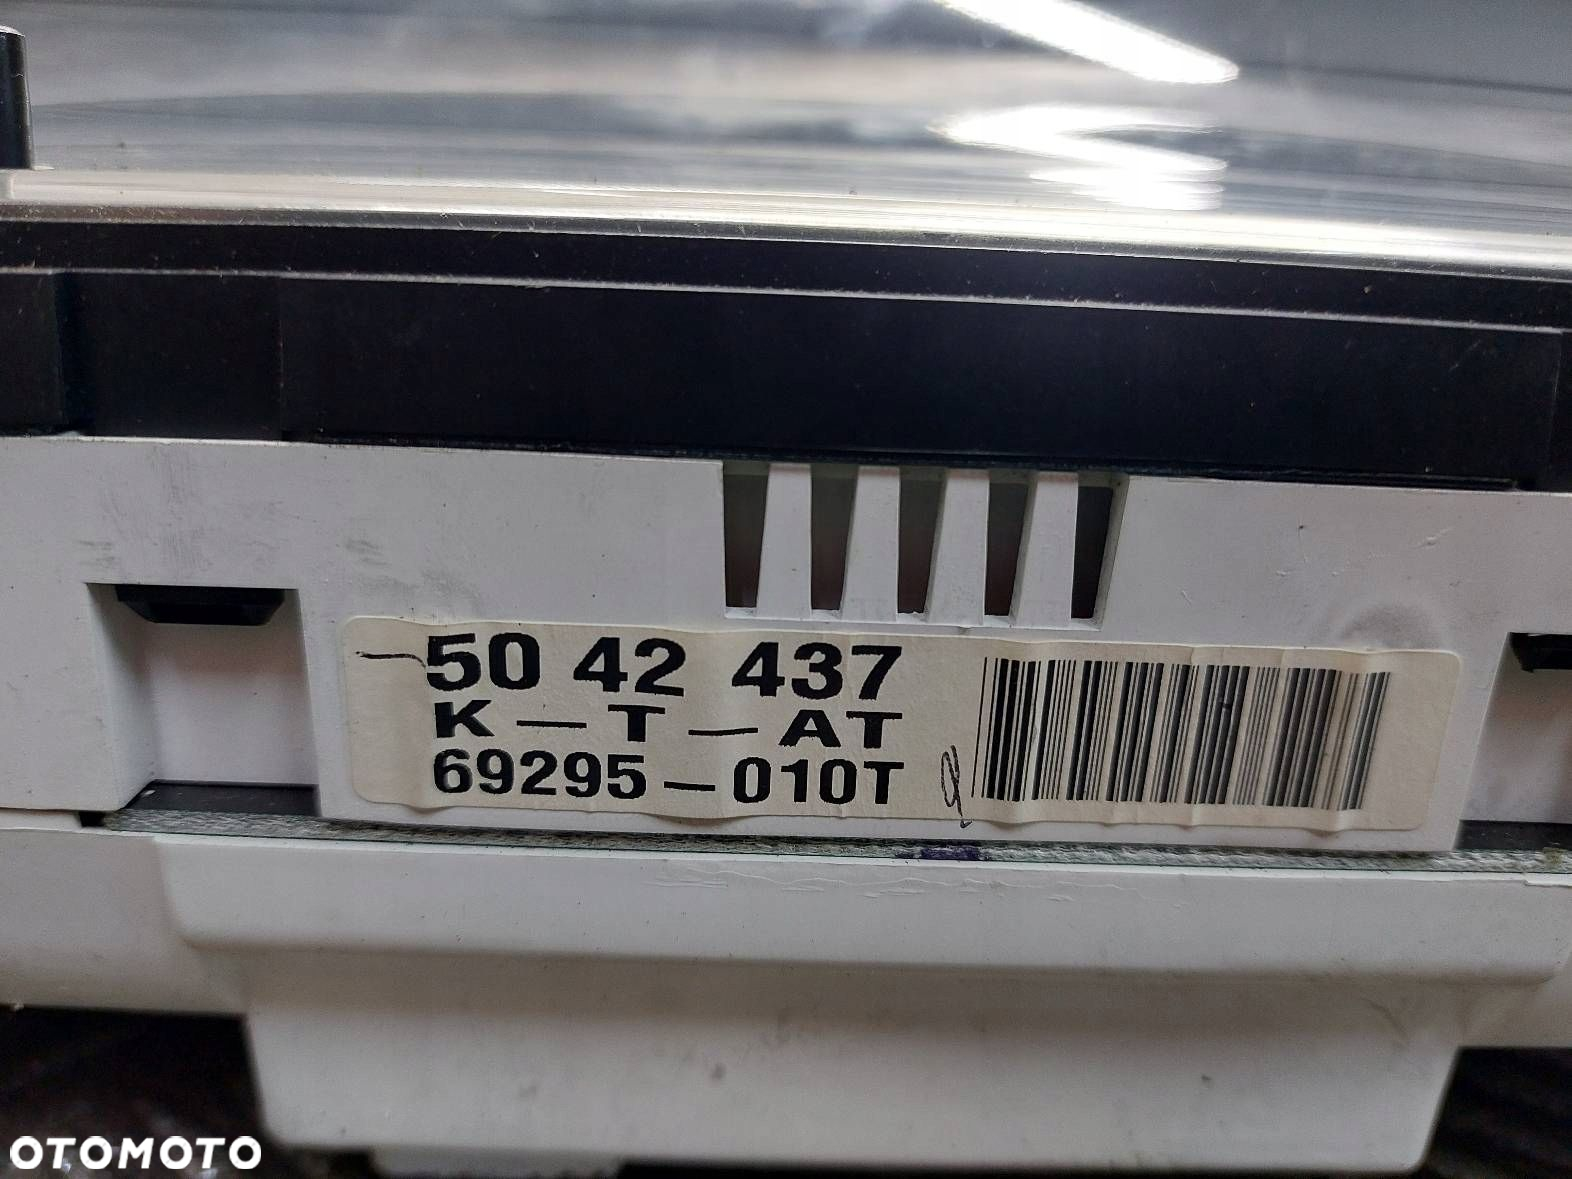 50 42 437
K-T-AT
69295-010T
OTOMOTO